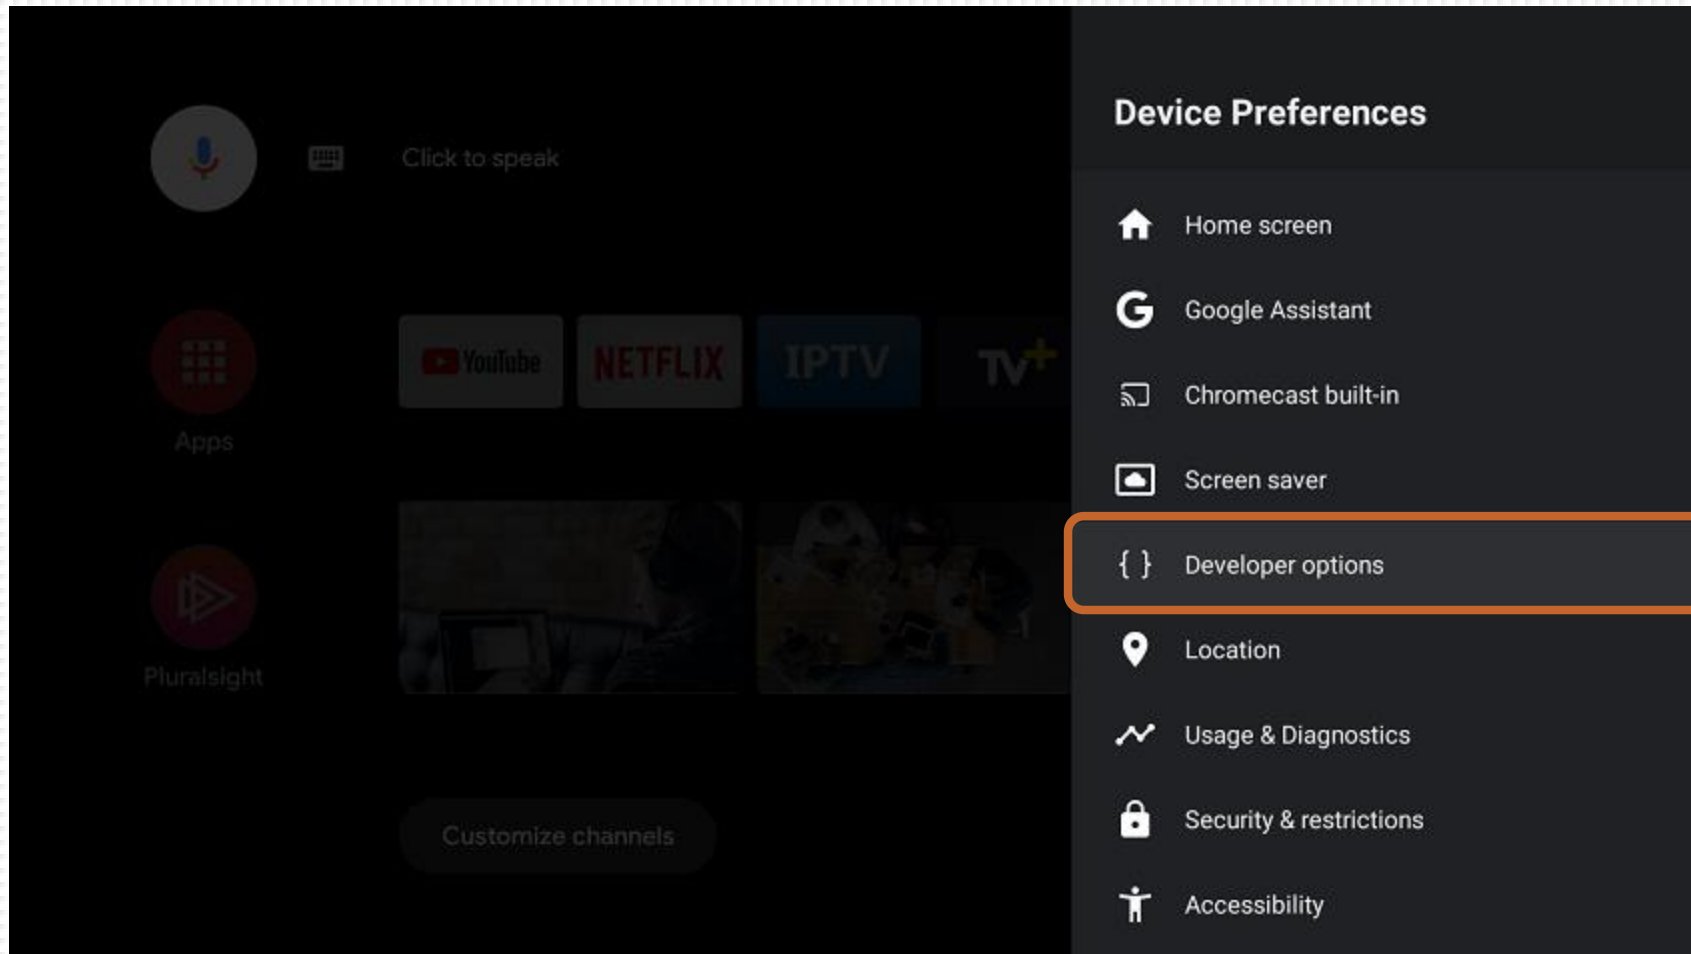 Click to speak
YouTube
NETFLIX
IPTV
TV+
Apps
Pluralsight
Customize channels
Device Preferences
Home screen
Google Assistant
Chromecast built-in
Screen saver
{ } Developer options
Location
Usage & Diagnostics
Security & restrictions
Accessibility